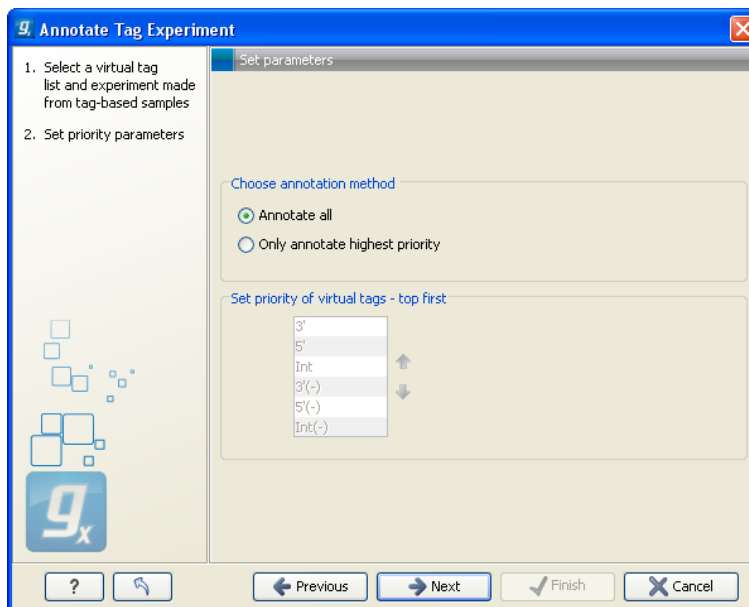 Annotate Tag Experiment
1. Select a virtual tag
list and experiment made
from tag-based samples
2. Set priority parameters
Set parameters
Choose annotation method
Annotate all
Only annotate highest priority
Set priority of virtual tags - top first
3'
5'
Int
3'(-)
5'(-)
Int(-)
gx
? Previous Next Finish Cancel